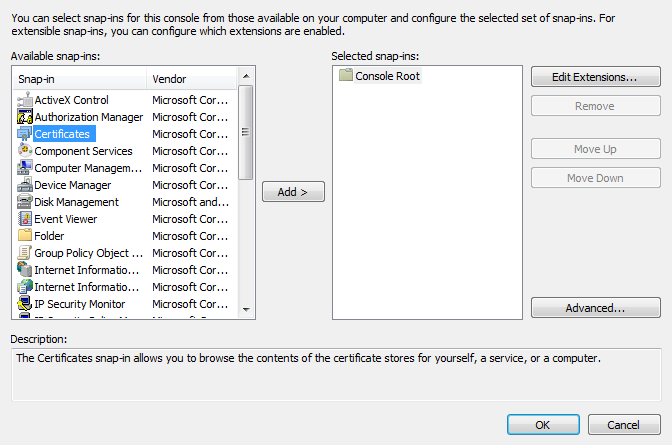 You can select snap-ins for this console from those available on your computer and configure the selected set of snap-ins. For
extensible snap-ins, you can configure which extensions are enabled.
Available snap-ins:
Selected snap-ins:
Snap-in Vendor
ActiveX Control Microsoft Cor...
Authorization Manager Microsoft Cor...
Certificates Microsoft Cor...
Component Services Microsoft Cor...
Computer Managem... Microsoft Cor...
Device Manager Microsoft Cor...
Disk Management Microsoft and...
Event Viewer Microsoft Cor...
Folder Microsoft Cor...
Group Policy Object ... Microsoft Cor...
Internet Informatio... Microsoft Cor...
Internet Informatio... Microsoft Cor...
IP Security Monitor Microsoft Cor...
Add >
Console Root
Edit Extensions...
Remove
Move Up
Move Down
Advanced...
Description:
The Certificates snap-in allows you to browse the contents of the certificate stores for yourself, a service, or a computer.
OK
Cancel